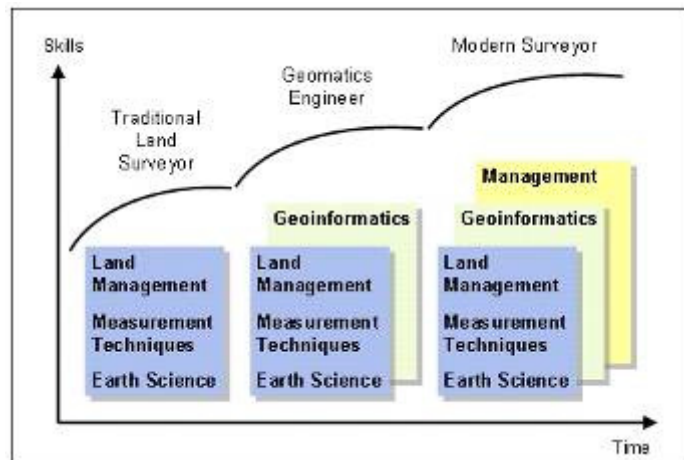 Skills
Modern Surveyor
Geomatics
Engineer
Traditional
Land
Surveyor
Management
Geoinformatics
Geoinformatics
Land
Management
Measurement
Techniques
Earth Science
Land
Management
Measurement
Techniques
Earth Science
Land
Management
Measurement
Techniques
Earth Science
Time